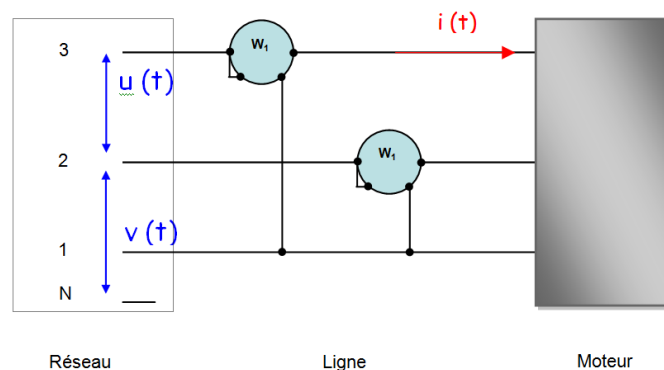 3
W1
i (t)
u (t)
2
W1
v (t)
1
N
Réseau
Ligne
Moteur